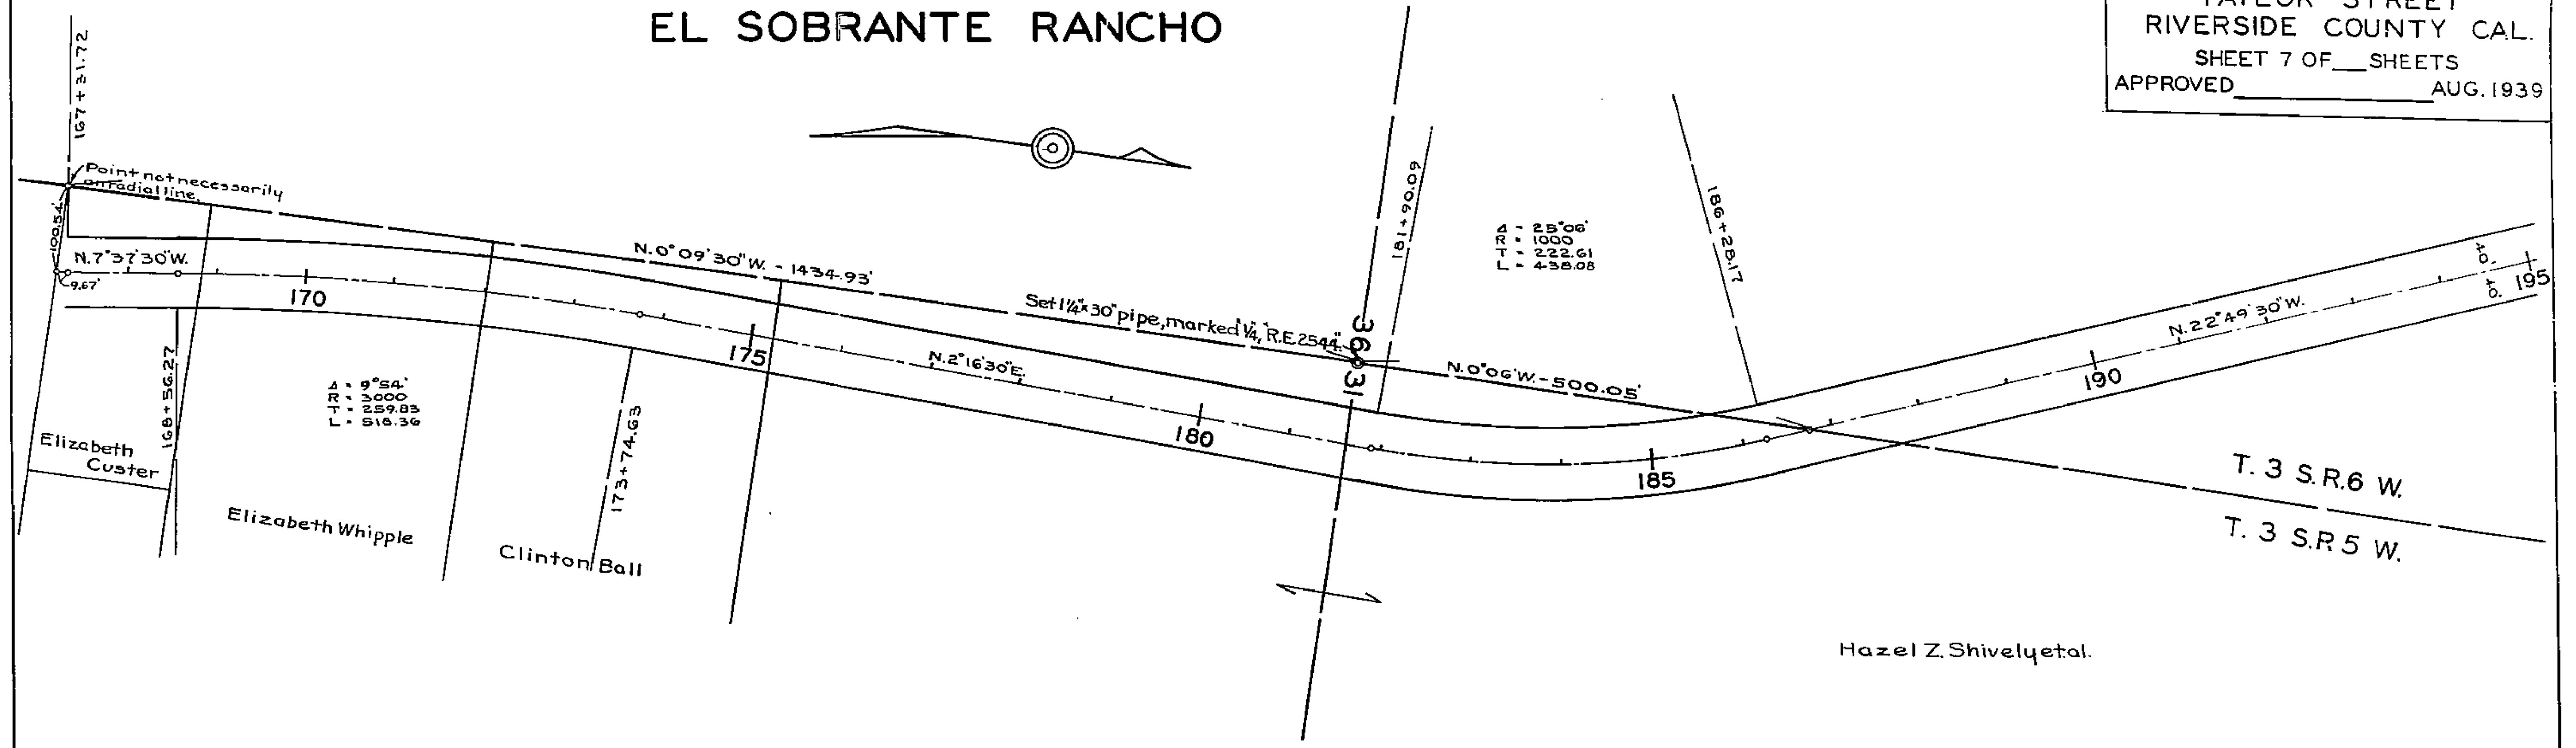 EL SOBRANTE RANCHO
TAYLOR STREET
RIVERSIDE COUNTY CAL.
SHEET 7 OF___SHEETS
APPROVED____________AUG. 1939
167+31.72
Point not necessarily
on radial line.
100.54'
N.7°37'30"W.
9.67'
170
N.0°09'30"W. - 1434.93'
175
Set 1¼"x30" pipe, marked "¼, R.E.2544."
N.2°16'30"E.
180
36
31
181+90.09
Δ = 25°06'
R = 1000
T = 222.61
L = 438.08
186+28.17
N.0°06'W.-500.05'
185
190
N.22°49'30"W.
40'
40'
195
168+56.27
Δ = 9°54'
R = 3000
T = 259.83
L = 518.36
173+74.63
Elizabeth
Custer
Elizabeth Whipple
Clinton Ball
T. 3 S.R.6 W.
T. 3 S.R 5 W.
Hazel Z. Shively et.al.